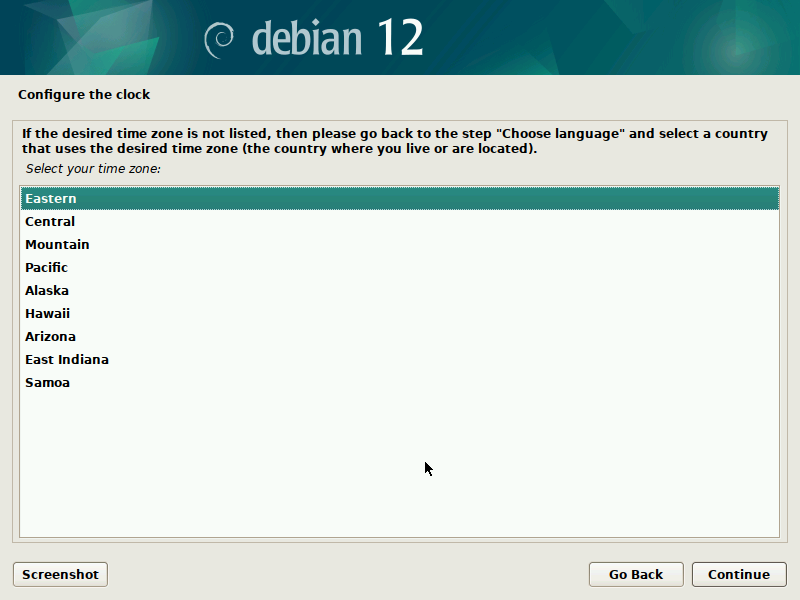 debian 12
Configure the clock
If the desired time zone is not listed, then please go back to the step "Choose language" and select a country
that uses the desired time zone (the country where you live or are located).
Select your time zone:
Eastern
Central
Mountain
Pacific
Alaska
Hawaii
Arizona
East Indiana
Samoa
Screenshot
Go Back
Continue